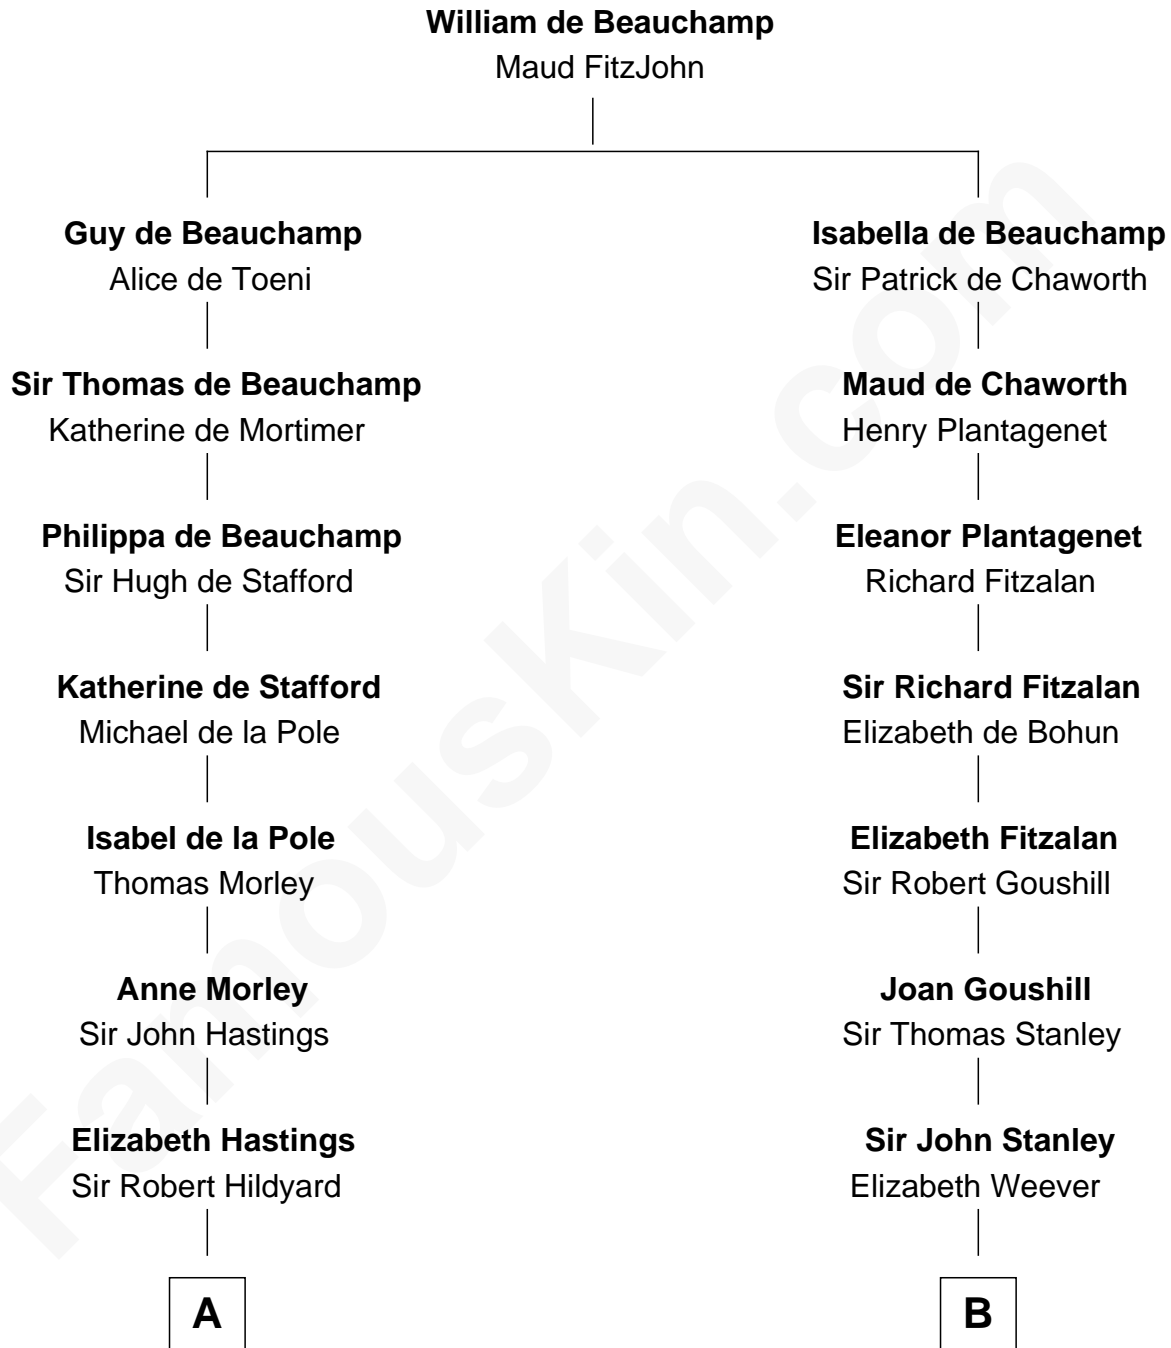 William de Beauchamp
Maud FitzJohn
Guy de Beauchamp
Alice de Toeni
Isabella de Beauchamp
Sir Patrick de Chaworth
Sir Thomas de Beauchamp
Katherine de Mortimer
Maud de Chaworth
Henry Plantagenet
Philippa de Beauchamp
Sir Hugh de Stafford
Eleanor Plantagenet
Richard Fitzalan
Katherine de Stafford
Michael de la Pole
Sir Richard Fitzalan
Elizabeth de Bohun
Isabel de la Pole
Thomas Morley
Elizabeth Fitzalan
Sir Robert Goushill
Anne Morley
Sir John Hastings
Joan Goushill
Sir Thomas Stanley
Elizabeth Hastings
Sir Robert Hildyard
Sir John Stanley
Elizabeth Weever
A
B
FamousKin.com